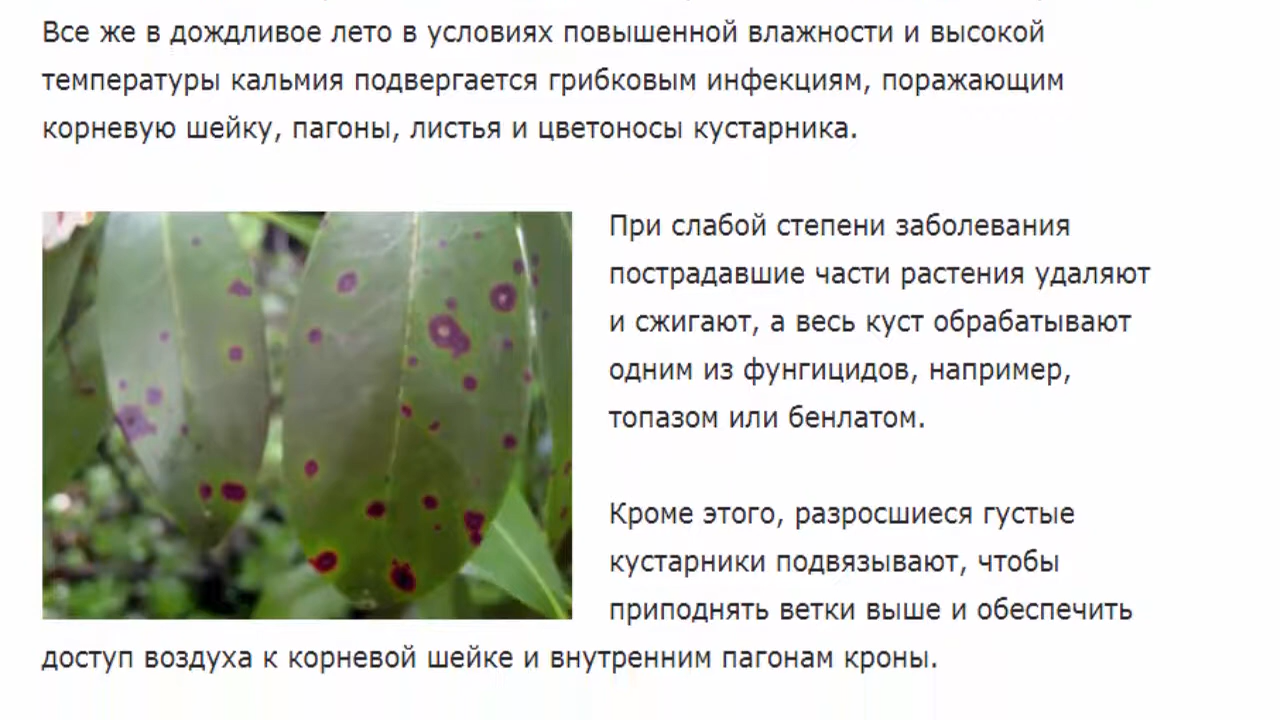 Все же в дождливое лето в условиях повышенной влажности и высокой
температуры кальмия подвергается грибковым инфекциям, поражающим
корневую шейку, пагоны, листья и цветоносы кустарника.
При слабой степени заболевания
пострадавшие части растения удаляют
и сжигают, а весь куст обрабатывают
одним из фунгицидов, например,
топазом или бенлатом.
Кроме этого, разросшиеся густые
кустарники подвязывают, чтобы
приподнять ветки выше и обеспечить
доступ воздуха к корневой шейке и внутренним пагонам кроны.